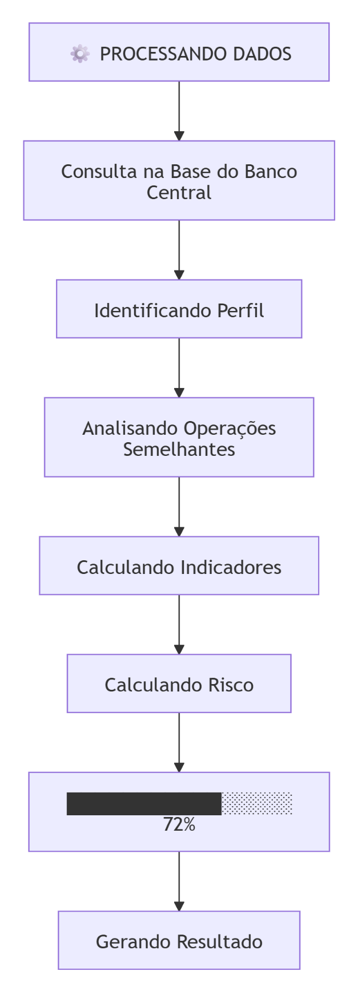 ⚙️ PROCESSANDO DADOS
Consulta na Base do Banco
Central
Identificando Perfil
Analisando Operações
Semelhantes
Calculando Indicadores
Calculando Risco
72%
Gerando Resultado